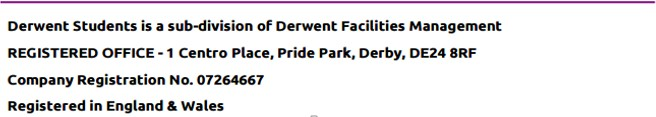 Derwent Students is a sub-division of Derwent Facilities Management
REGISTERED OFFICE - 1 Centro Place, Pride Park, Derby, DE24 8RF
Company Registration No. 07264667
Registered in England & Wales